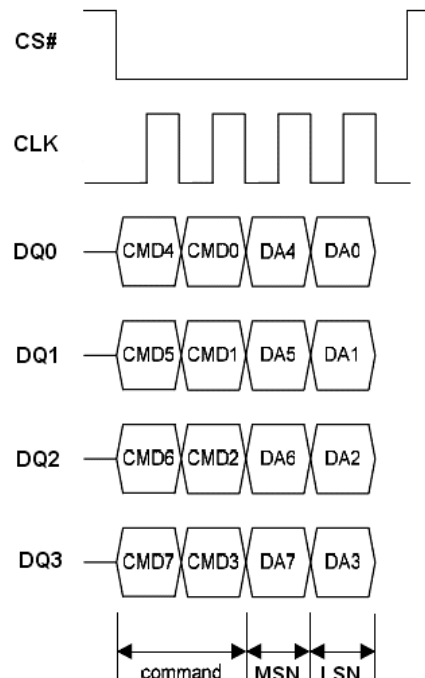 CS#
CLK
DQ0 CMD4 CMD0 DA4 DA0
DQ1 CMD5 CMD1 DA5 DA1
DQ2 CMD6 CMD2 DA6 DA2
DQ3 CMD7 CMD3 DA7 DA3
command MSN LSN